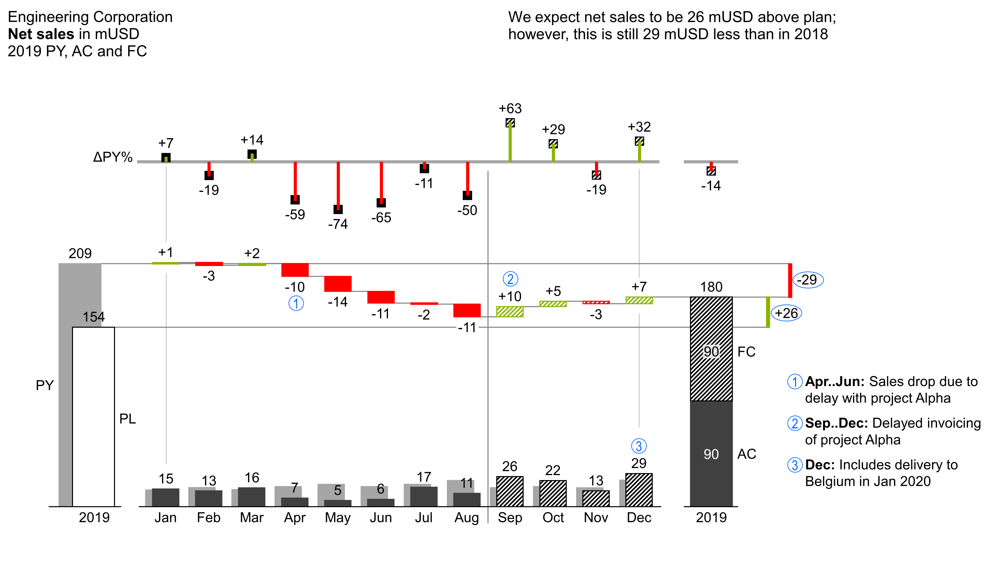 Engineering Corporation
Net sales in mUSD
2019 PY, AC and FC
We expect net sales to be 26 mUSD above plan;
however, this is still 29 mUSD less than in 2018
ΔPY%
+7
-19
+14
-59
-74
-65
-11
-50
+63
+29
-19
+32
-14
209
154
PY
PL
2019
+1
-3
+2
-10
1
-14
-11
-2
-11
2
+10
+5
-3
+7
180
-29
+26
90
FC
90
AC
2019
15
13
16
7
5
6
17
11
26
22
13
3
29
Jan
Feb
Mar
Apr
May
Jun
Jul
Aug
Sep
Oct
Nov
Dec
1 Apr..Jun: Sales drop due to
delay with project Alpha
2 Sep..Dec: Delayed invoicing
of project Alpha
3 Dec: Includes delivery to
Belgium in Jan 2020